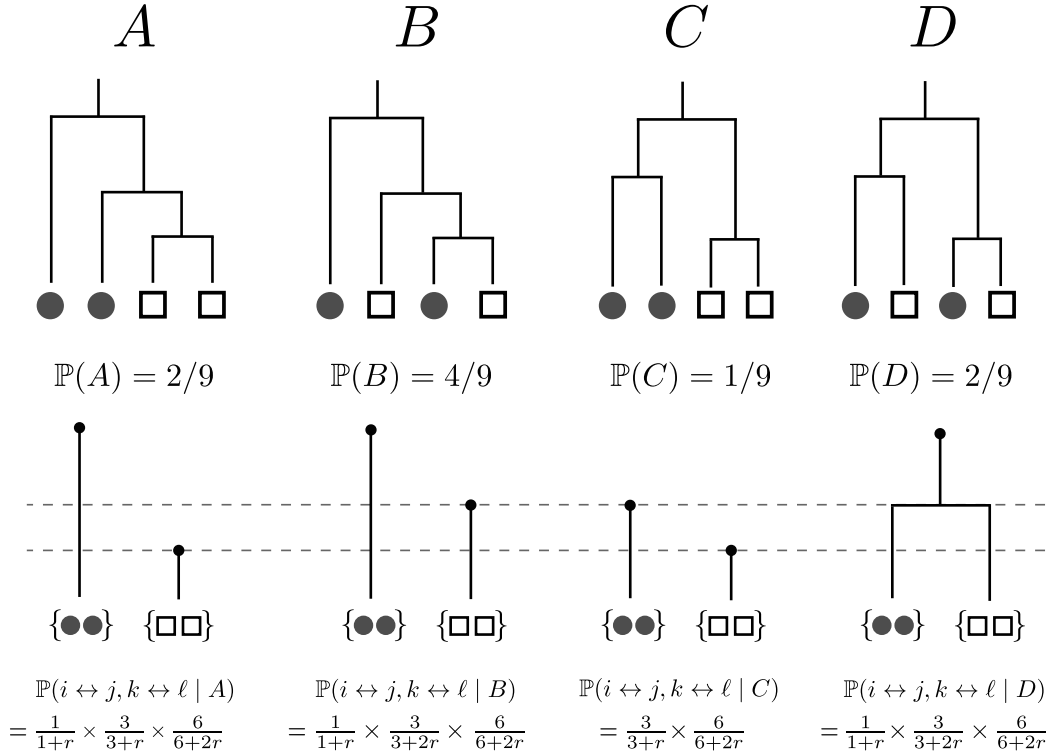 A B C D
ℙ(A) = 2/9 ℙ(B) = 4/9 ℙ(C) = 1/9 ℙ(D) = 2/9
{●●} {□□} {●●} {□□} {●●} {□□} {●●} {□□}
ℙ(i ↔ j, k ↔ ℓ | A) ℙ(i ↔ j, k ↔ ℓ | B) ℙ(i ↔ j, k ↔ ℓ | C) ℙ(i ↔ j, k ↔ ℓ | D)
= 1/(1+r) × 3/(3+r) × 6/(6+2r) = 1/(1+r) × 3/(3+2r) × 6/(6+2r) = 3/(3+r) × 6/(6+2r) = 1/(1+r) × 3/(3+2r) × 6/(6+2r)